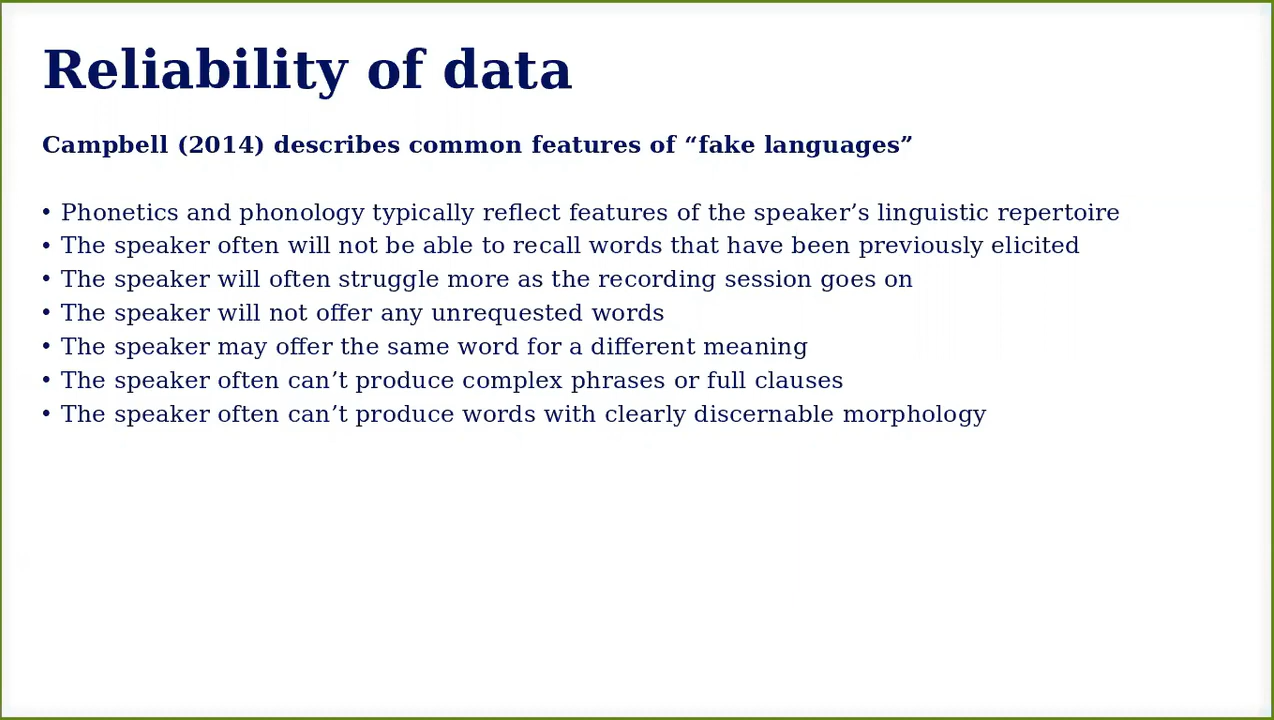 Reliability of data
Campbell (2014) describes common features of “fake languages”
• Phonetics and phonology typically reflect features of the speaker’s linguistic repertoire
• The speaker often will not be able to recall words that have been previously elicited
• The speaker will often struggle more as the recording session goes on
• The speaker will not offer any unrequested words
• The speaker may offer the same word for a different meaning
• The speaker often can’t produce complex phrases or full clauses
• The speaker often can’t produce words with clearly discernable morphology